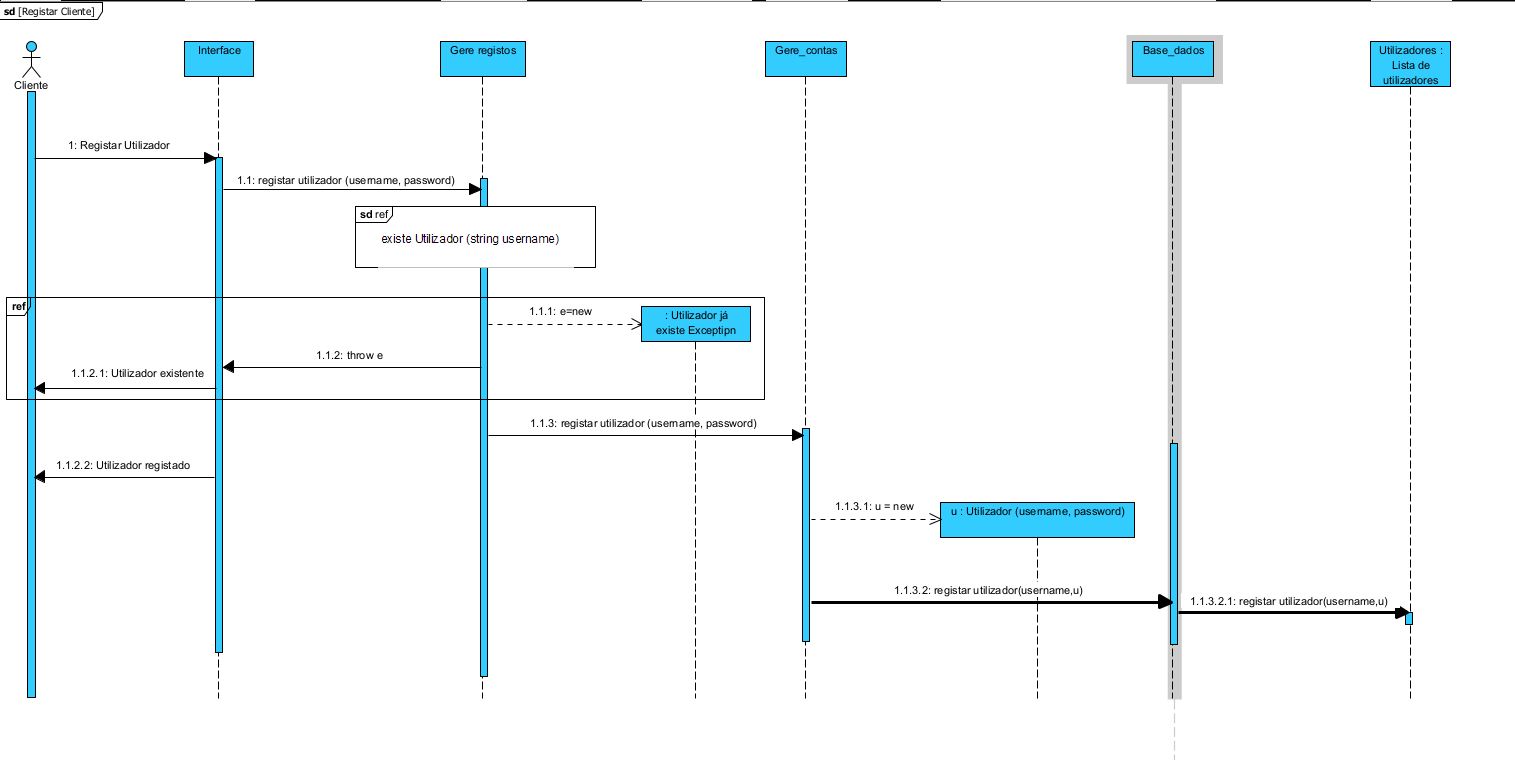 sd [Registar Cliente]
Cliente
Interface
Gere registos
Gere_contas
Base_dados
Utilizadores :
Lista de
utilizadores
1: Registar Utilizador
1.1: registar utilizador (username, password)
sd ref
existe Utilizador (string username)
ref
1.1.1: e=new
: Utilizador já
existe Exceptipn
1.1.2: throw e
1.1.2.1: Utilizador existente
1.1.3: registar utilizador (username, password)
1.1.2.2: Utilizador registado
1.1.3.1: u = new
u : Utilizador (username, password)
1.1.3.2: registar utilizador(username,u)
1.1.3.2.1: registar utilizador(username,u)